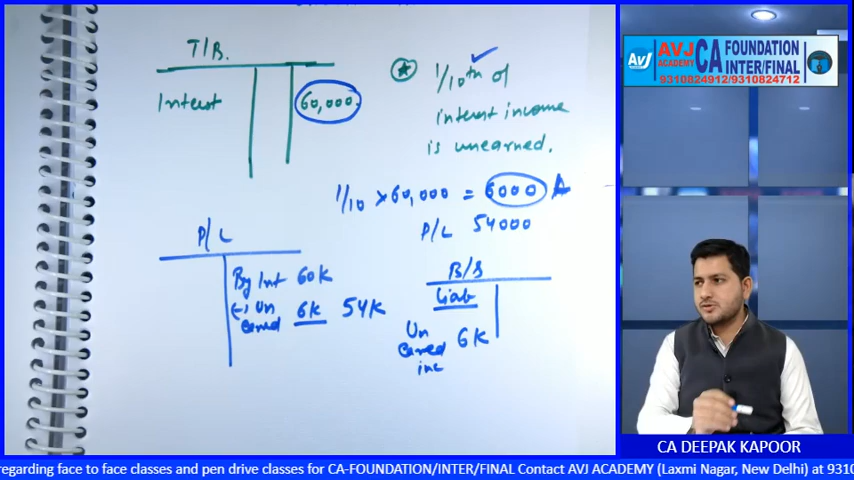 T/B.
Interest 60,000.
1/10th of
interest income
is unearned.
1/10 × 60,000 = 6000
P/L 54000
P/L
By Int 60K
(-) Un
earned 6K 54K
B/S
Liab
Un
earned
inc 6K
AVJ
ACADEMY
CA
FOUNDATION
INTER/FINAL
9310824912/9310824712
AVJ
CA DEEPAK KAPOOR
regarding face to face classes and pen drive classes for CA-FOUNDATION/INTER/FINAL Contact AVJ ACADEMY (Laxmi Nagar, New Delhi) at 9310